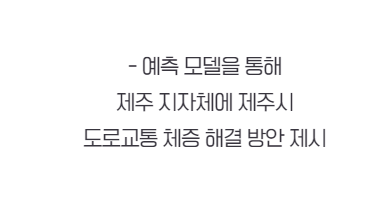 - 예측 모델을 통해
제주 지자체에 제주시
도로교통 체증 해결 방안 제시